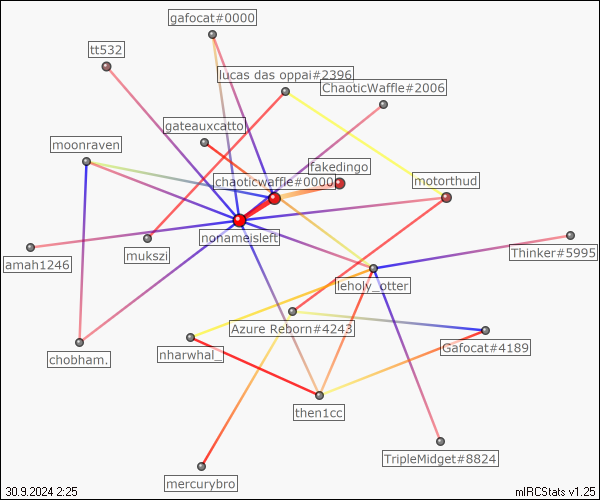 gafocat#0000
tt532
lucas das oppai#2396
ChaoticWaffle#2006
gateauxcatto
moonraven
fakedingo
chaoticwaffle#0000
motorthud
nonameisleft
mukszi
amah1246
Thinker#5995
leholy_otter
Azure Reborn#4243
nharwhal_
Gafocat#4189
chobham.
then1cc
TripleMidget#8824
mercurybro
30.9.2024 2:25
mIRCStats v1.25